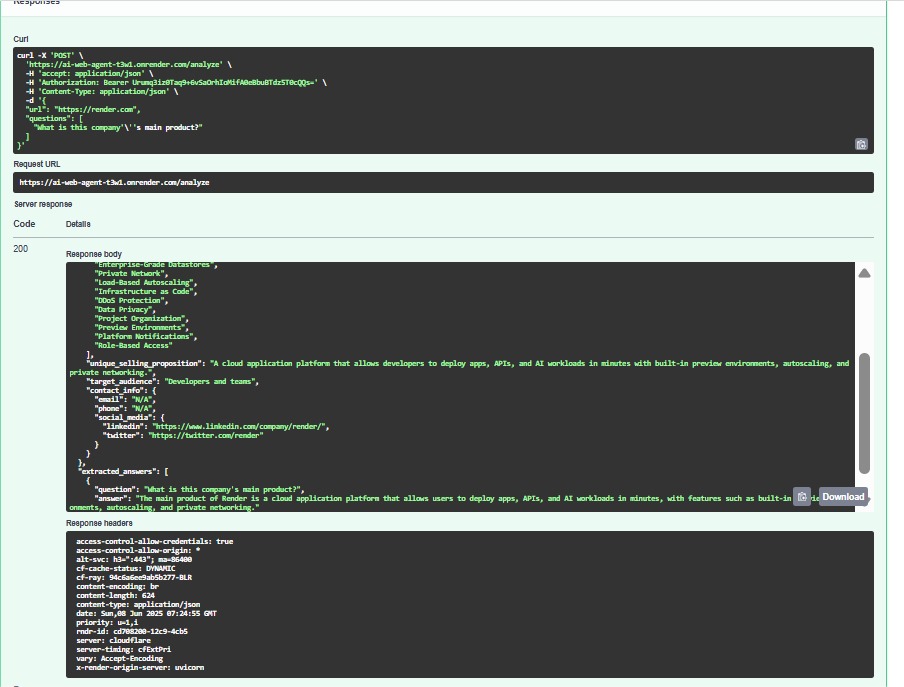 Responses
Curl
curl -X 'POST' \
'https://ai-web-agent-t3w1.onrender.com/analyze' \
-H 'accept: application/json' \
-H 'Authorization: Bearer
-H 'Content-Type: application/json' \
-d '{
"url": "https://render.com",
"questions": [
"What is this company'\''s main product?"
]
}'
Request URL
https://ai-web-agent-t3w1.onrender.com/analyze
Server response
Code Details
200
Response body
"Enterprise-Grade Datastores",
"Private Network",
"Load-Based Autoscaling",
"Infrastructure as Code",
"DDoS Protection",
"Data Privacy",
"Project Organization",
"Preview Environments",
"Platform Notifications",
"Role-Based Access"
],
"unique_selling_proposition": "A cloud application platform that allows developers to deploy apps, APIs, and AI workloads in minutes with built-in preview environments, autoscaling, and
private networking.",
"target_audience": "Developers and teams",
"contact_info": {
"email": "N/A",
"phone": "N/A",
"social_media": {
"linkedin": "https://www.linkedin.com/company/render/",
"twitter": "https://twitter.com/render"
}
}
},
"extracted_answers": [
{
"question": "What is this company's main product?",
"answer": "The main product of Render is a cloud application platform that allows users to deploy apps, APIs, and AI workloads in minutes, with features such as built-in
onments, autoscaling, and private networking."
Download
Response headers
access-control-allow-credentials: true
access-control-allow-origin: *
alt-svc: h3=":443"; ma=86400
cf-cache-status: DYNAMIC
cf-ray: 94c6a6ee9ab5b277-BLR
content-encoding: br
content-length: 624
content-type: application/json
date: Sun,08 Jun 2025 07:24:55 GMT
priority: u=1,i
rndr-id: cd708200-12c9-4cb5
server: cloudflare
server-timing: cfExtPri
vary: Accept-Encoding
x-render-origin-server: uvicorn